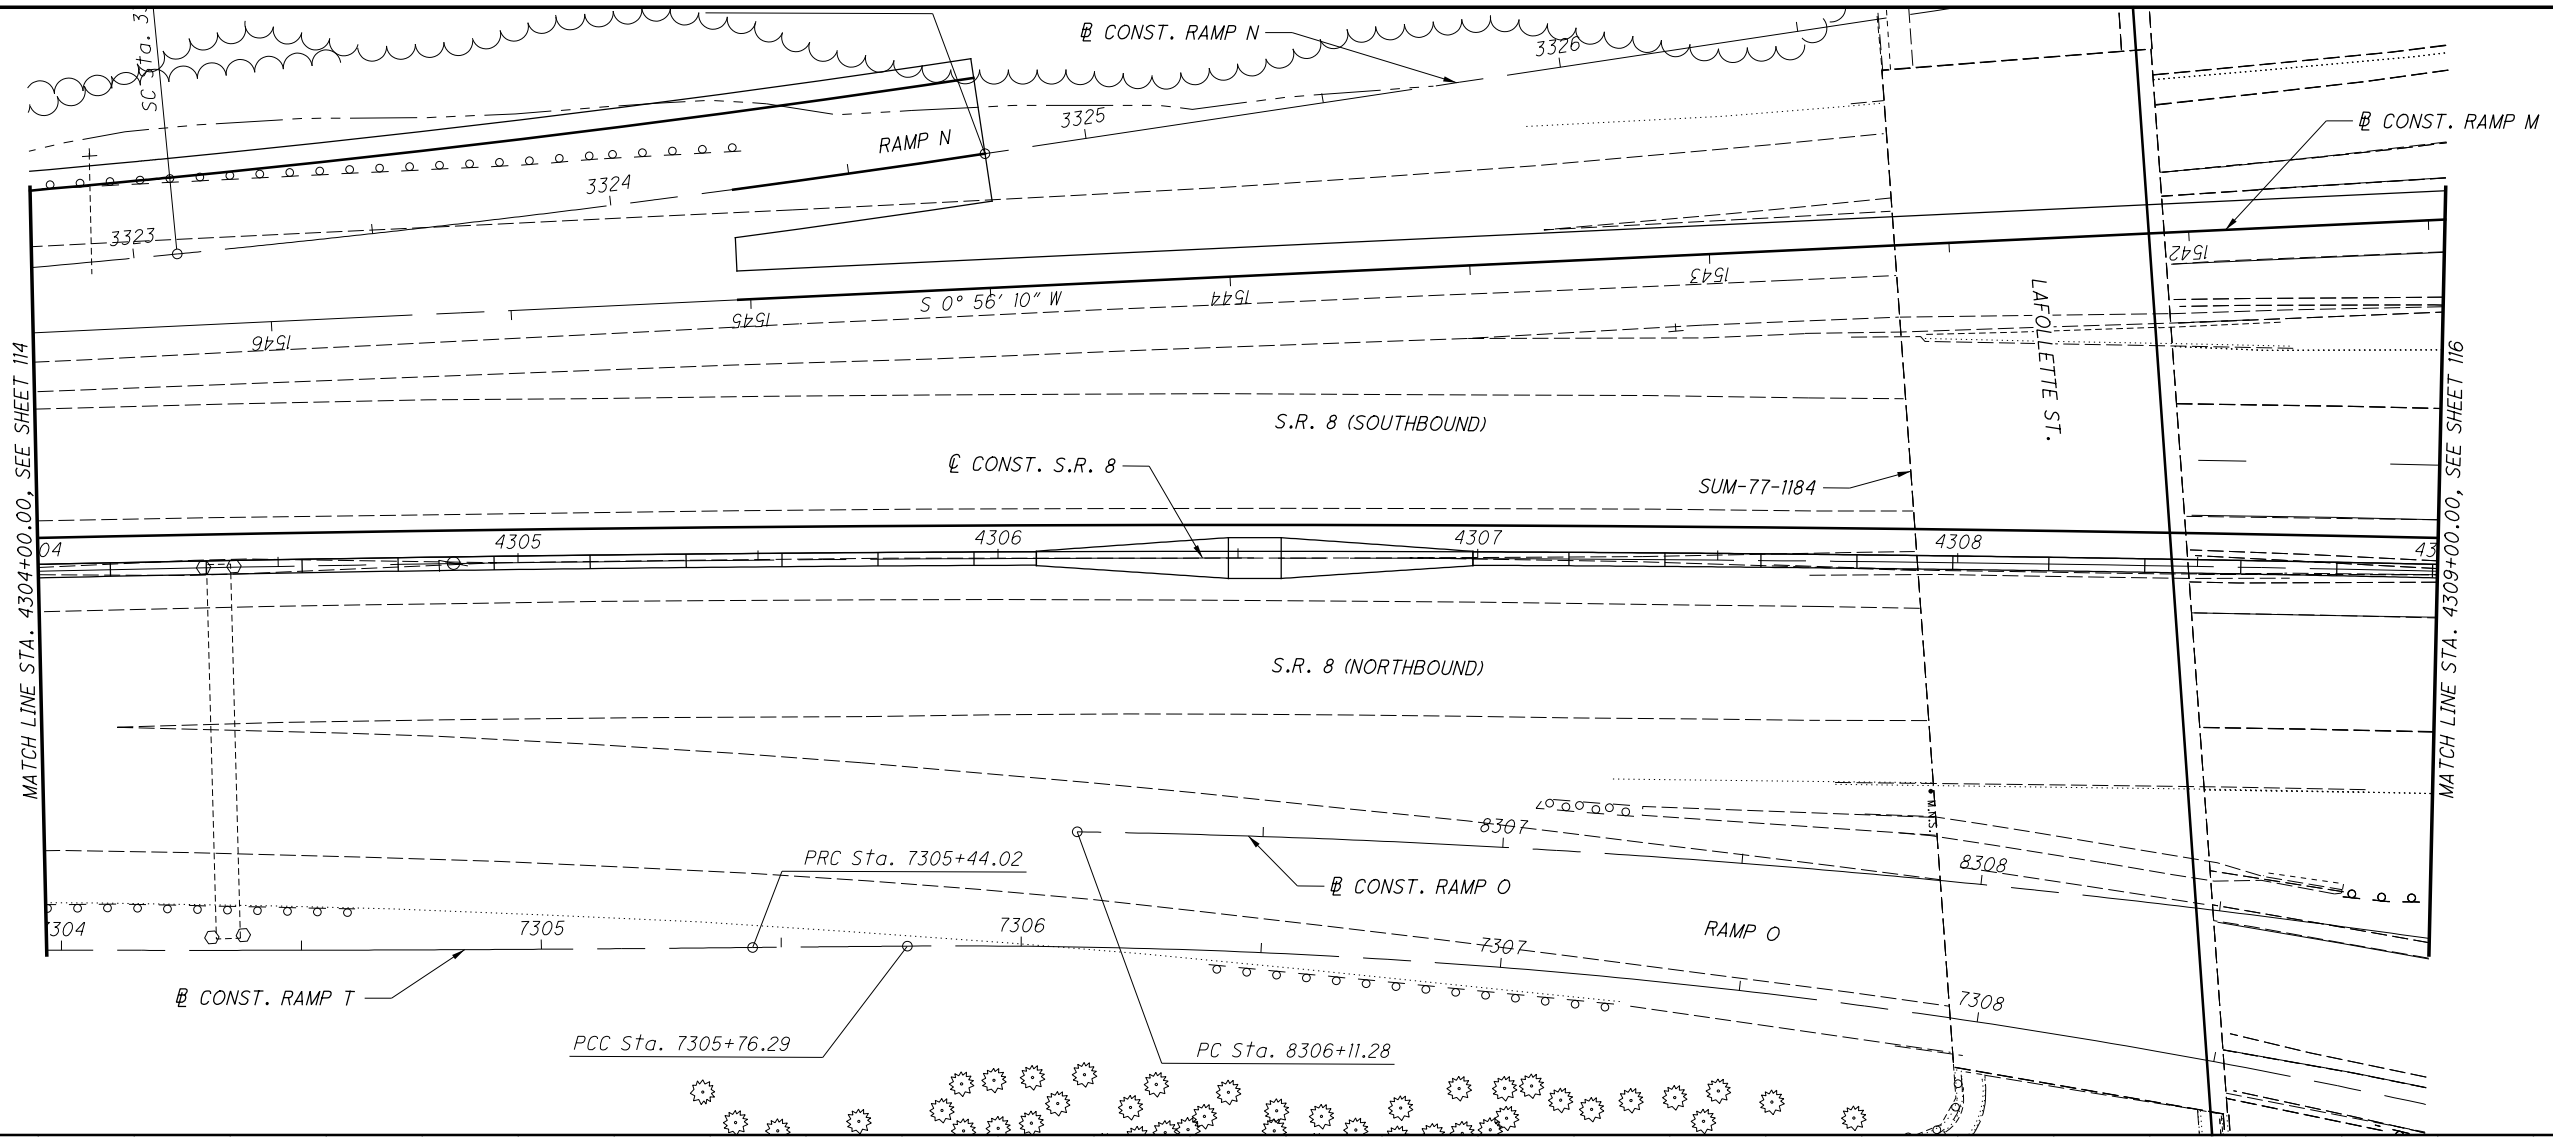 SC Sta. 3
℄ CONST. RAMP N
3326
3325
RAMP N
3324
3323
℄ CONST. RAMP M
1542
1543
1544
1545
1546
S 0° 56' 10" W
LAFOLLETTE ST.
MATCH LINE STA. 4304+00.00, SEE SHEET 114
MATCH LINE STA. 4309+00.00, SEE SHEET 116
S.R. 8 (SOUTHBOUND)
℄ CONST. S.R. 8
SUM-77-1184
04
4305
4306
4307
4308
43
S.R. 8 (NORTHBOUND)
M.N.S.
8307
8308
PRC Sta. 7305+44.02
℄ CONST. RAMP O
RAMP O
304
7305
7306
7307
7308
℄ CONST. RAMP T
PCC Sta. 7305+76.29
PC Sta. 8306+11.28